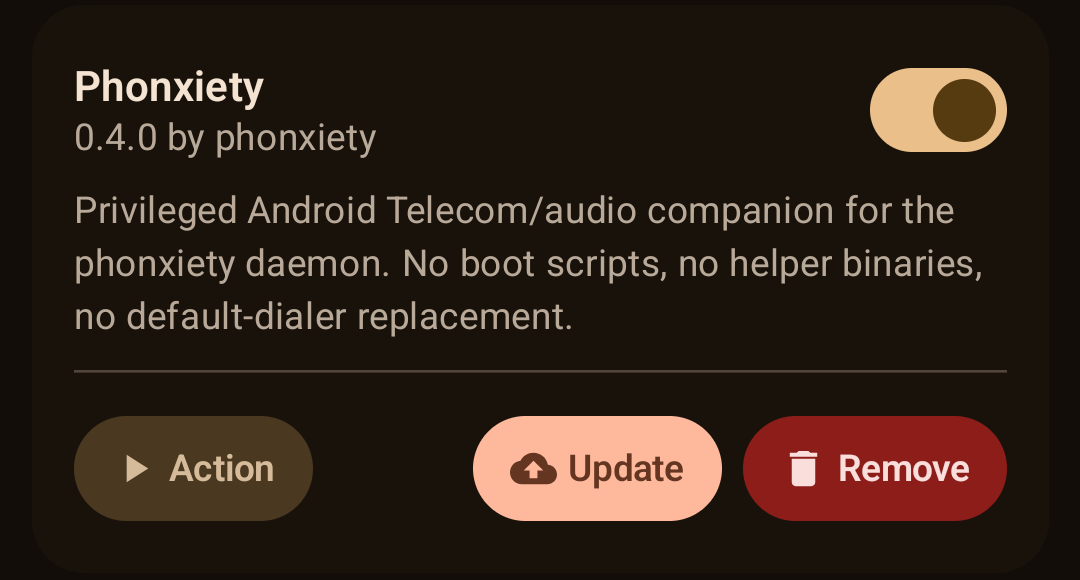 Phonxiety
0.4.0 by phonxiety
Privileged Android Telecom/audio companion for the
phonxiety daemon. No boot scripts, no helper binaries,
no default-dialer replacement.
Action
Update
Remove